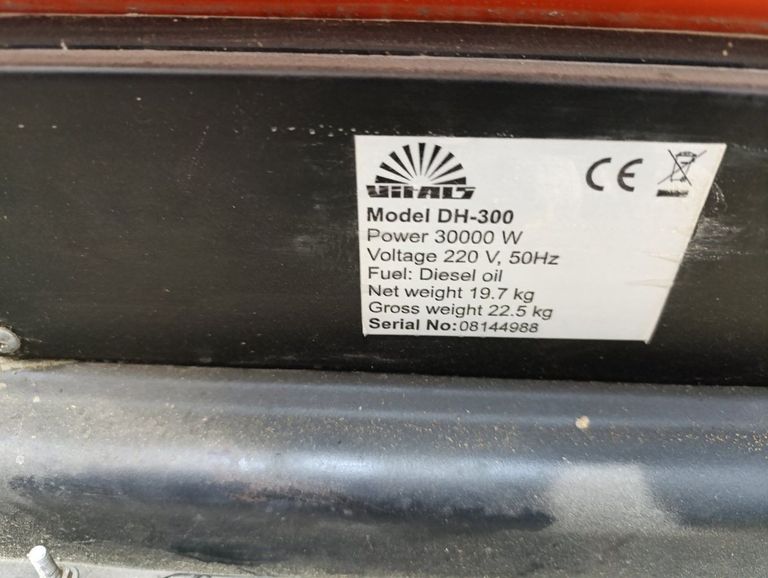 VITALS
CE
Model DH-300
Power 30000 W
Voltage 220 V, 50Hz
Fuel: Diesel oil
Net weight 19.7 kg
Gross weight 22.5 kg
Serial No: 08144988